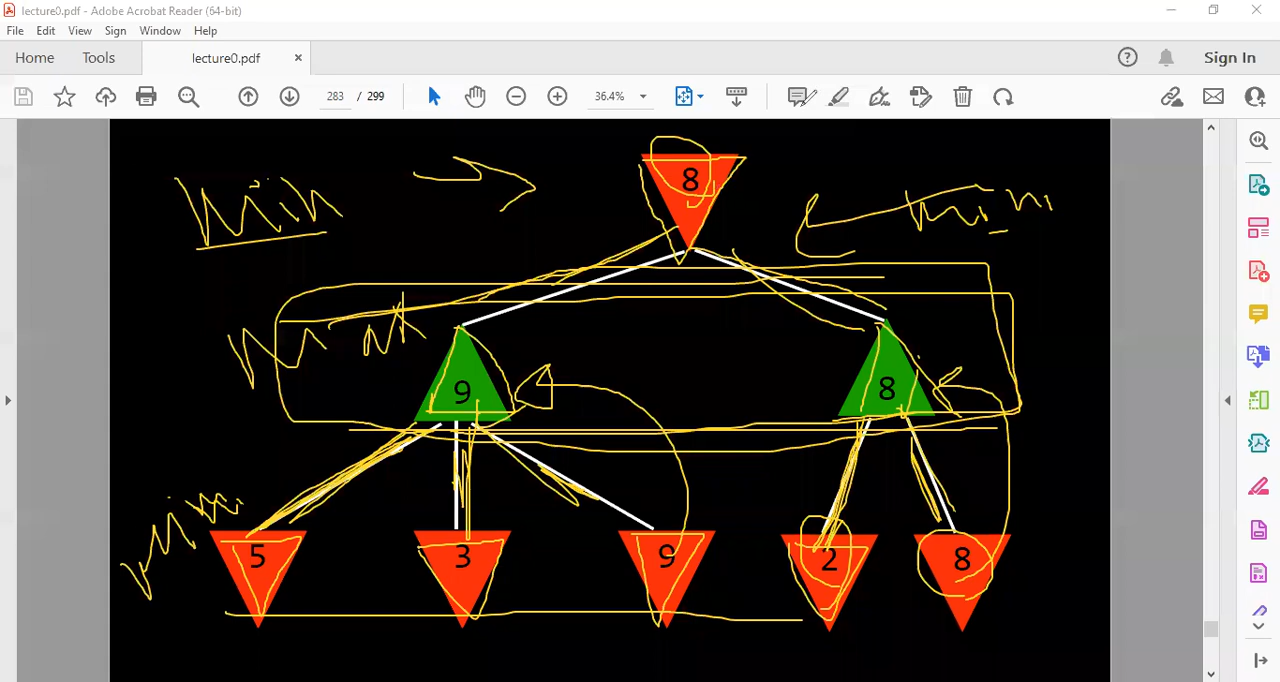 lecture0.pdf - Adobe Acrobat Reader (64-bit)
File Edit View Sign Window Help
Home Tools lecture0.pdf × Sign In
283 / 299 36.4%
8
Min
9
8
5
3
9
2
8